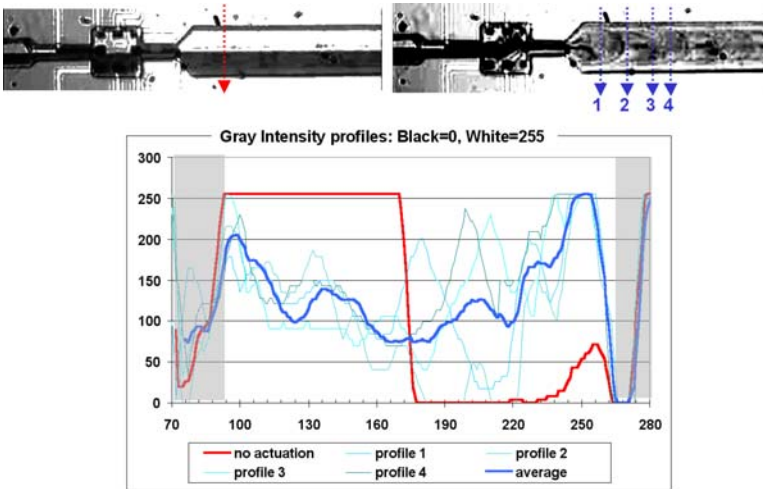 1 2 3 4
Gray Intensity profiles: Black=0, White=255
300
250
200
150
100
50
0
70 100 130 160 190 220 250 280
no actuation profile 1 profile 2
profile 3 profile 4 average